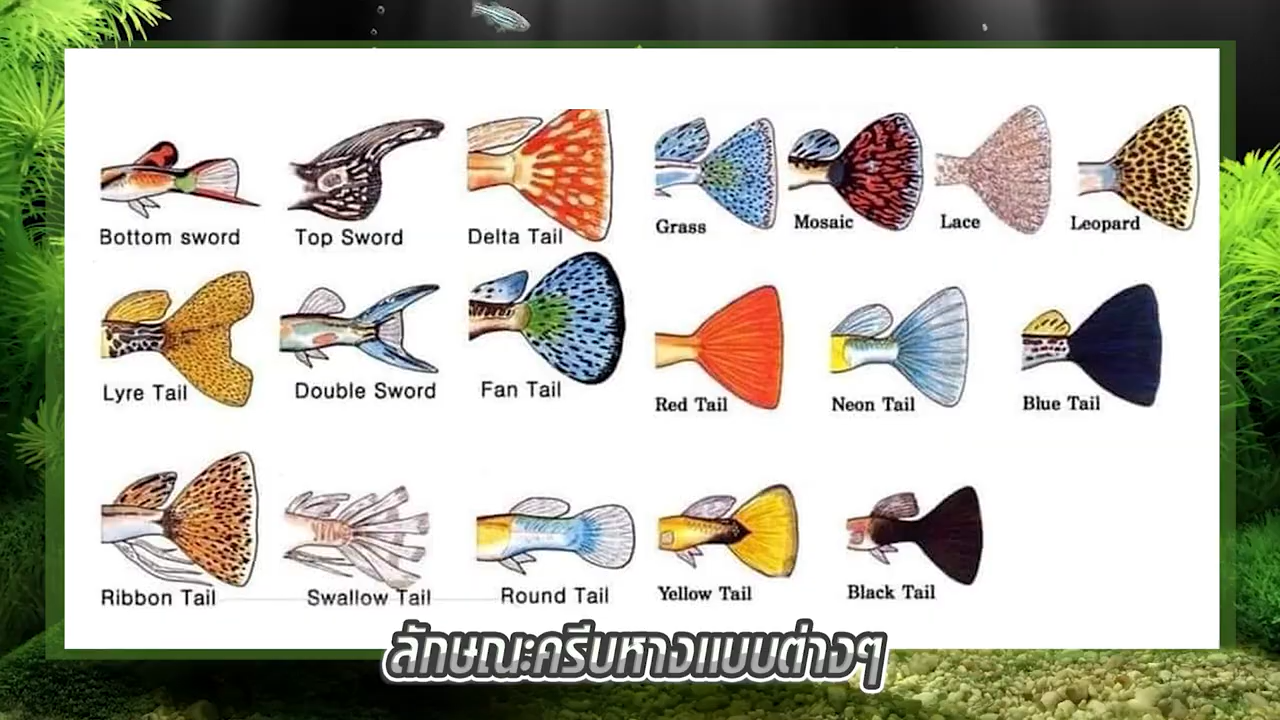 Bottom sword
Top Sword
Delta Tail
Grass
Mosaic
Lace
Leopard
Lyre Tail
Double Sword
Fan Tail
Red Tail
Neon Tail
Blue Tail
Ribbon Tail
Swallow Tail
Round Tail
Yellow Tail
Black Tail
ลักษณะครีบหางแบบต่างๆ